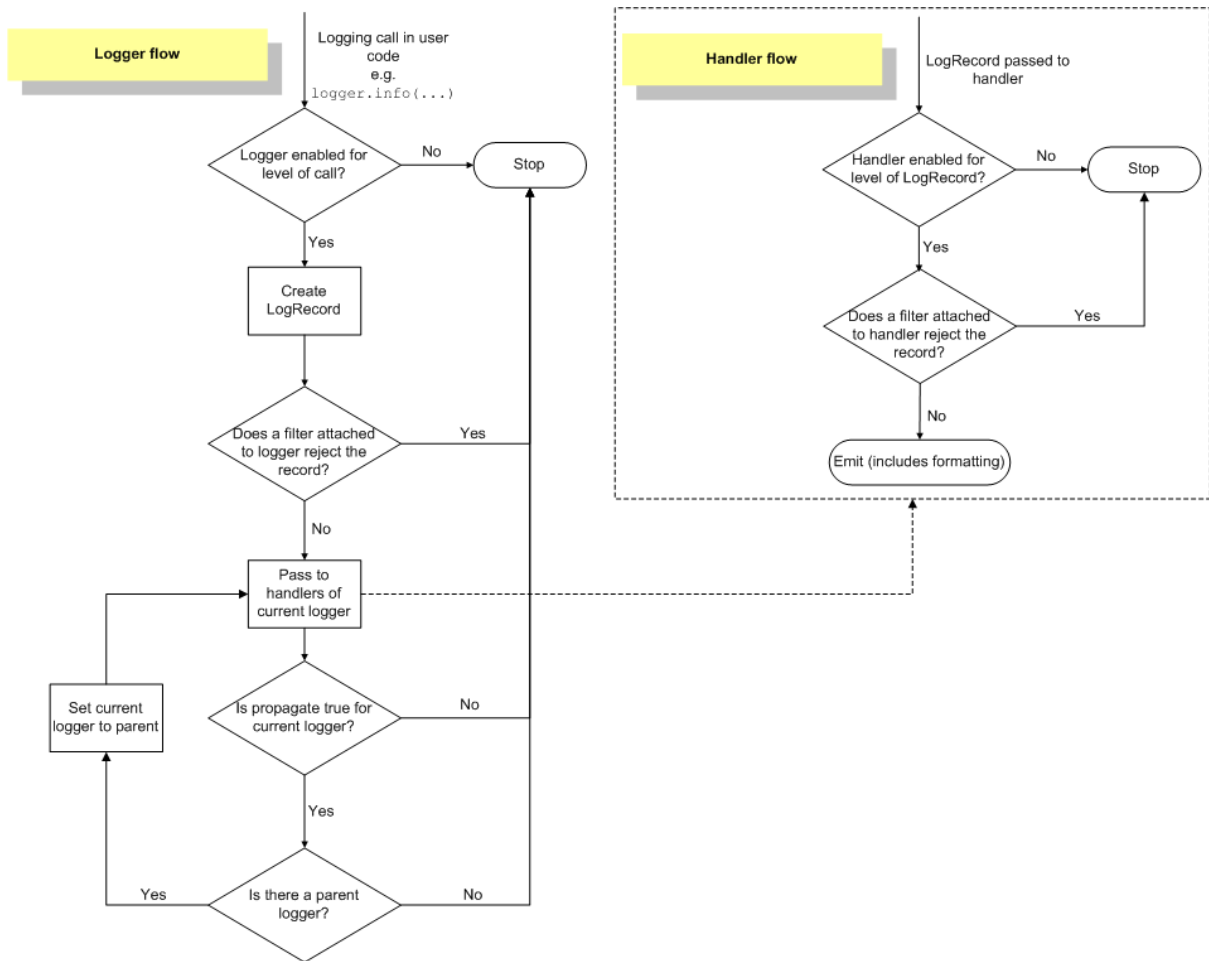 Logger flow
Logging call in user
code
e.g.
logger.info(...)
Logger enabled for
level of call?
No
Stop
Yes
Create
LogRecord
Does a filter attached
to logger reject the
record?
Yes
No
Pass to
handlers of
current logger
Set current
logger to parent
Is propagate true for
current logger?
No
Yes
Is there a parent
logger?
Yes
No
Handler flow
LogRecord passed to
handler
Handler enabled for
level of LogRecord?
No
Stop
Yes
Does a filter attached
to handler reject the
record?
Yes
No
Emit (includes formatting)